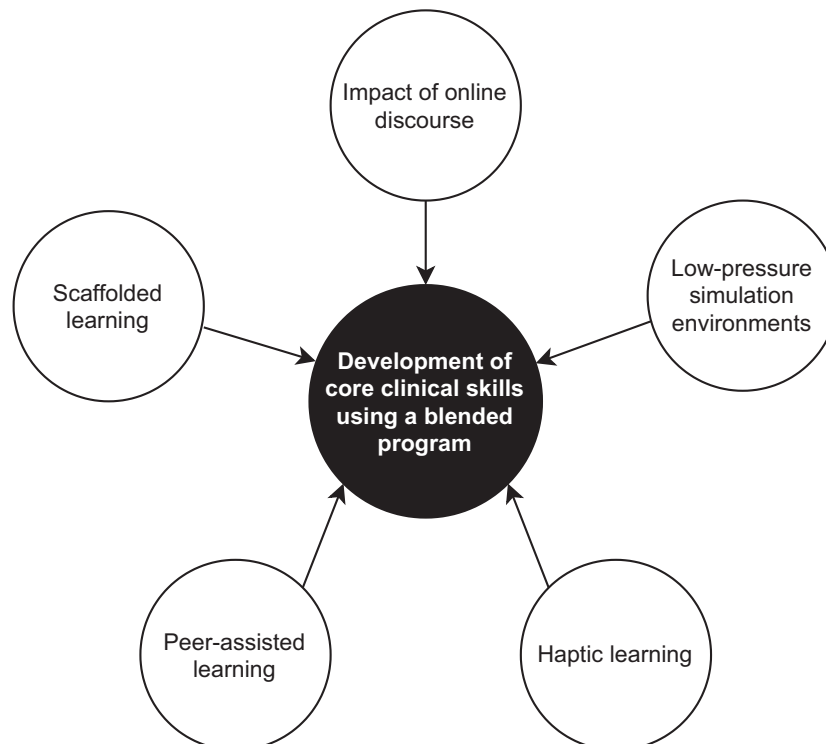 Impact of online
discourse
Scaffolded
learning
Low-pressure
simulation
environments
Development of
core clinical skills
using a blended
program
Peer-assisted
learning
Haptic learning